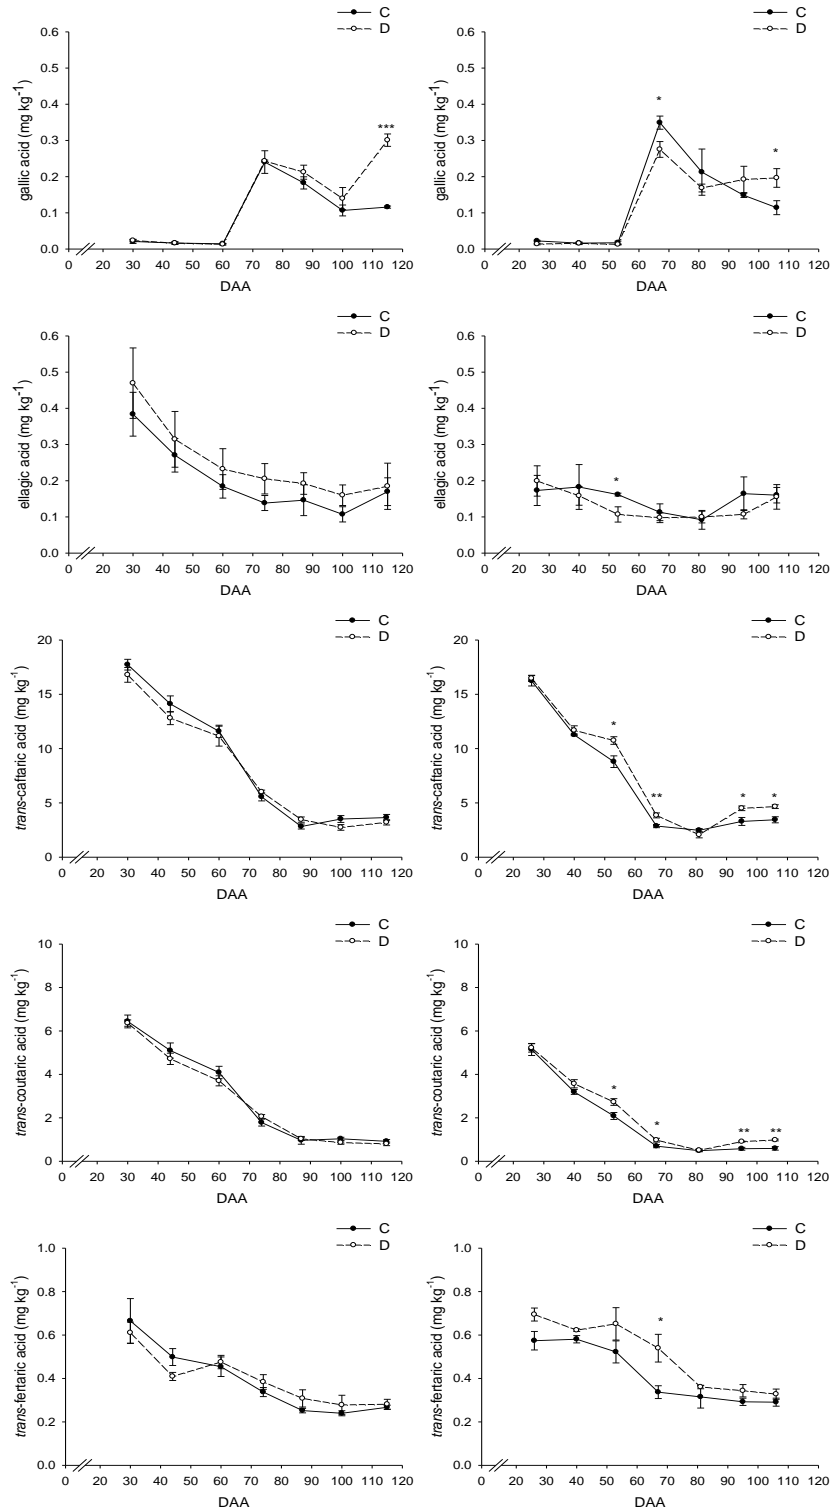 C
D
gallic acid (mg kg-1)
0.6
0.5
0.4
0.3
0.2
0.1
0.0
***
0 20 30 40 50 60 70 80 90 100 110 120
DAA
C
D
gallic acid (mg kg-1)
0.6
0.5
0.4
0.3
0.2
0.1
0.0
* *
0 20 30 40 50 60 70 80 90 100 110 120
DAA
C
D
ellagic acid (mg kg-1)
0.6
0.5
0.4
0.3
0.2
0.1
0.0
0 20 30 40 50 60 70 80 90 100 110 120
DAA
C
D
ellagic acid (mg kg-1)
0.6
0.5
0.4
0.3
0.2
0.1
0.0
*
0 20 30 40 50 60 70 80 90 100 110 120
DAA
C
D
trans-caftaric acid (mg kg-1)
20
15
10
5
0
0 20 30 40 50 60 70 80 90 100 110 120
DAA
C
D
trans-caftaric acid (mg kg-1)
20
15
10
5
0
* ** * *
0 20 30 40 50 60 70 80 90 100 110 120
DAA
C
D
trans-coutaric acid (mg kg-1)
10
8
6
4
2
0
0 20 30 40 50 60 70 80 90 100 110 120
DAA
C
D
trans-coutaric acid (mg kg-1)
10
8
6
4
2
0
* * ** **
0 20 30 40 50 60 70 80 90 100 110 120
DAA
C
D
trans-fertaric acid (mg kg-1)
1.0
0.8
0.6
0.4
0.2
0.0
0 20 30 40 50 60 70 80 90 100 110 120
DAA
C
D
trans-fertaric acid (mg kg-1)
1.0
0.8
0.6
0.4
0.2
0.0
*
0 20 30 40 50 60 70 80 90 100 110 120
DAA